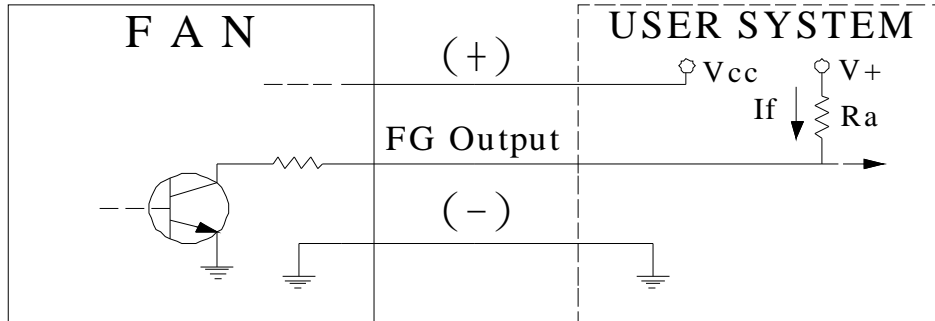 F A N
USER SYSTEM
(+)
Vcc
V+
If
Ra
FG Output
(-)